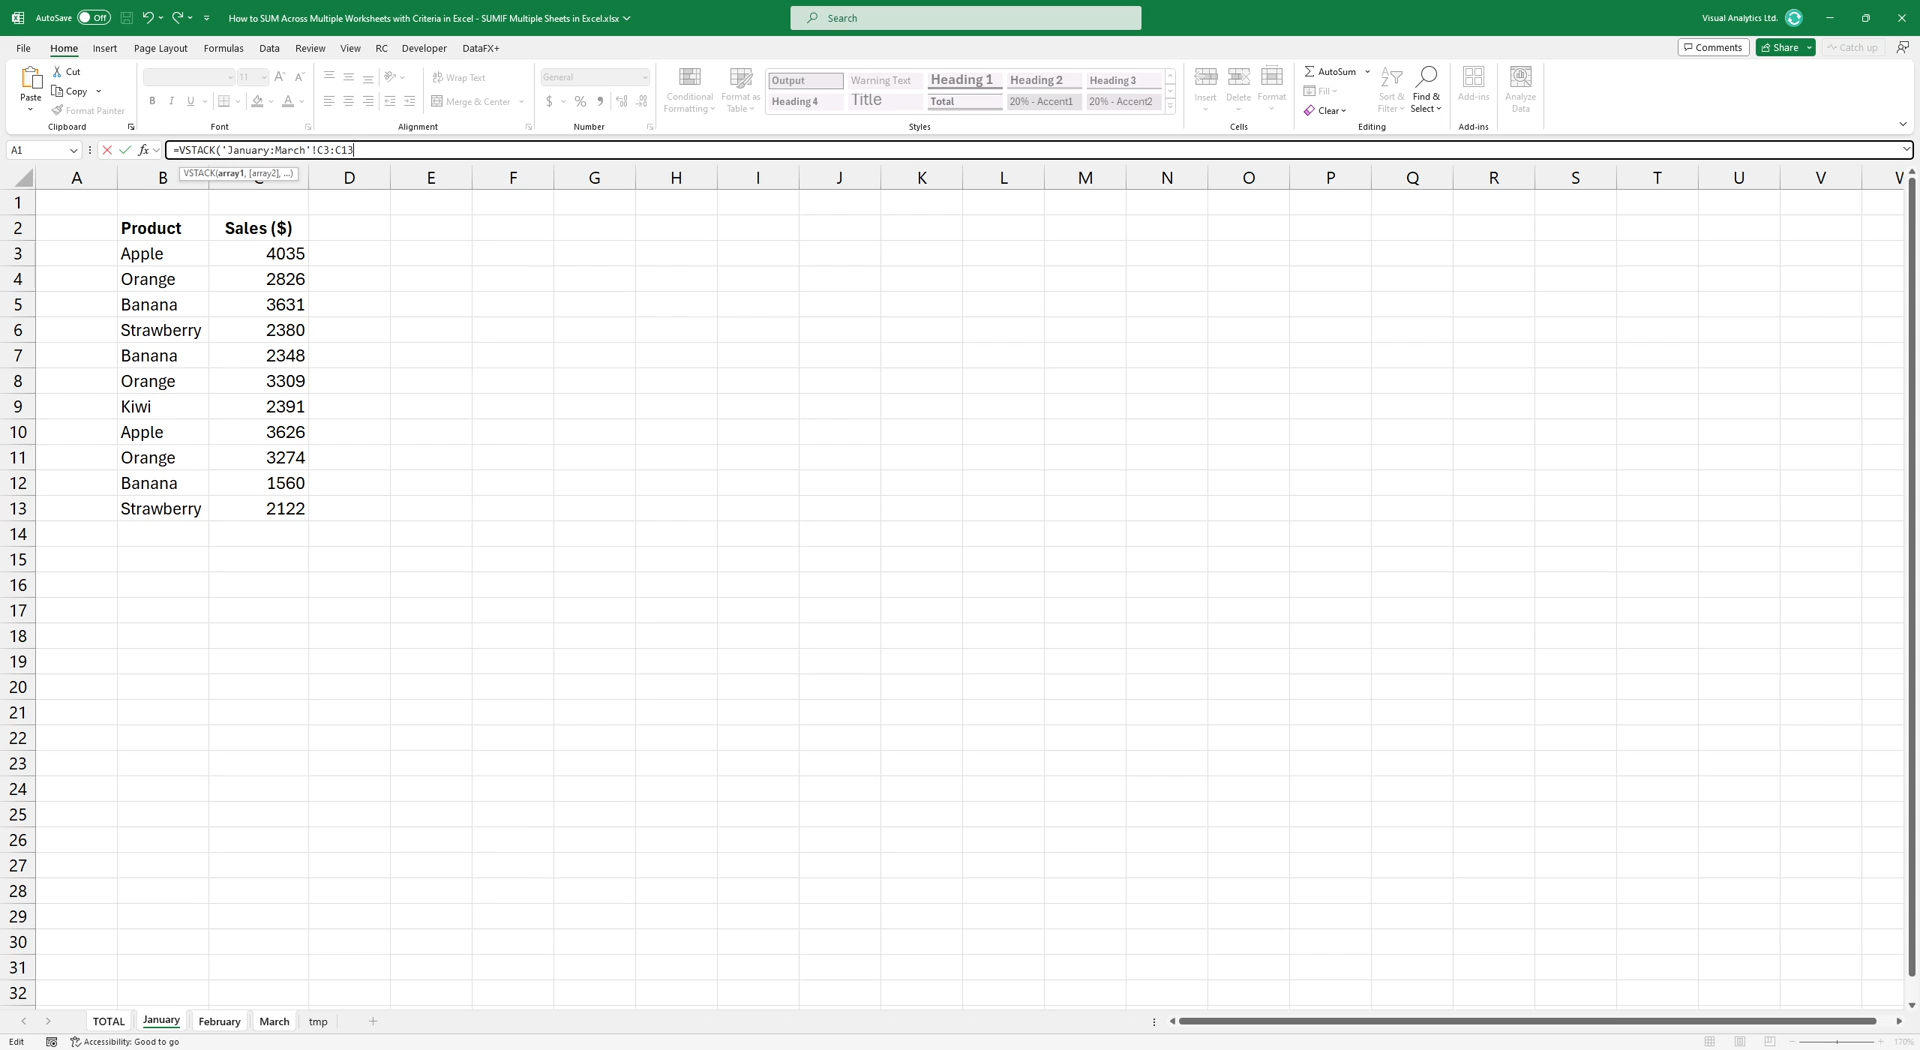 AutoSave Off How to SUM Across Multiple Worksheets with Criteria in Excel - SUMIF Multiple Sheets in Excel.xlsx Search Visual Analytics Ltd.
File Home Insert Page Layout Formulas Data Review View RC Developer DataFX+ Comments Share Catch up
Paste Cut Copy Format Painter Clipboard
11 A A B I U A Font
Wrap Text Merge & Center Alignment
General $ % Number
Conditional Formatting Format as Table
Output Warning Text Heading 1 Heading 2 Heading 3
Heading 4 Title Total 20% - Accent1 20% - Accent2
Styles
Insert Delete Format Cells
AutoSum Fill Clear Sort & Filter Find & Select Editing
Add-ins Add-ins
Analyze Data
A1 fx =VSTACK('January:March'!C3:C13
VSTACK(array1, [array2], ...)
A B C D E F G H I J K L M N O P Q R S T U V W
1
2 Product Sales ($)
3 Apple 4035
4 Orange 2826
5 Banana 3631
6 Strawberry 2380
7 Banana 2348
8 Orange 3309
9 Kiwi 2391
10 Apple 3626
11 Orange 3274
12 Banana 1560
13 Strawberry 2122
14
15
16
17
18
19
20
21
22
23
24
25
26
27
28
29
30
31
32
TOTAL January February March tmp
Edit Accessibility: Good to go 170%